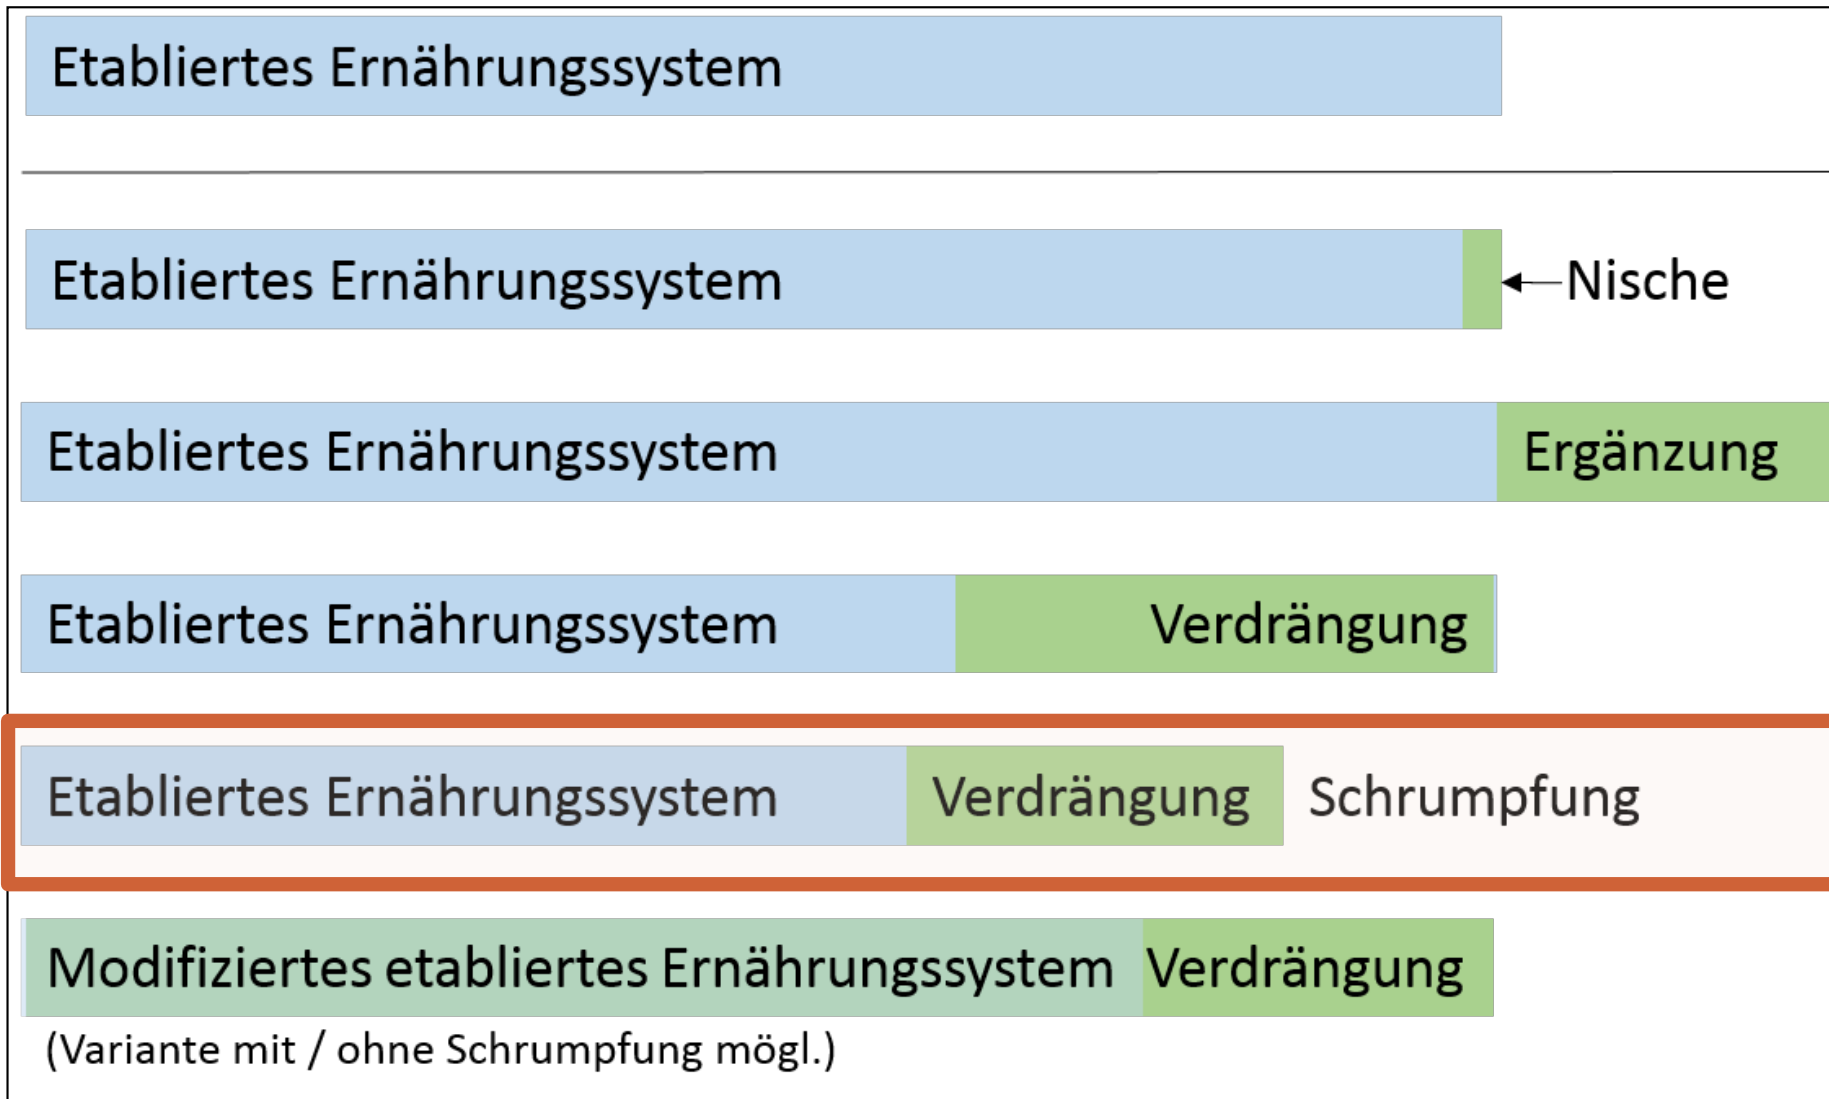 Etabliertes Ernährungssystem
Etabliertes Ernährungssystem Nische
Etabliertes Ernährungssystem Ergänzung
Etabliertes Ernährungssystem Verdrängung
Etabliertes Ernährungssystem Verdrängung Schrumpfung
Modifiziertes etabliertes Ernährungssystem Verdrängung
(Variante mit / ohne Schrumpfung mögl.)